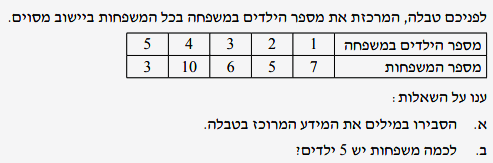 לפניכם טבלה, המרכזת את מספר הילדים במשפחה בכל המשפחות ביישוב מסוים.
מספר הילדים במשפחה 1 2 3 4 5
מספר המשפחות 7 5 6 10 3
ענו על השאלות:
א. הסבירו במילים את המידע המרוכז בטבלה.
ב. לכמה משפחות יש 5 ילדים?